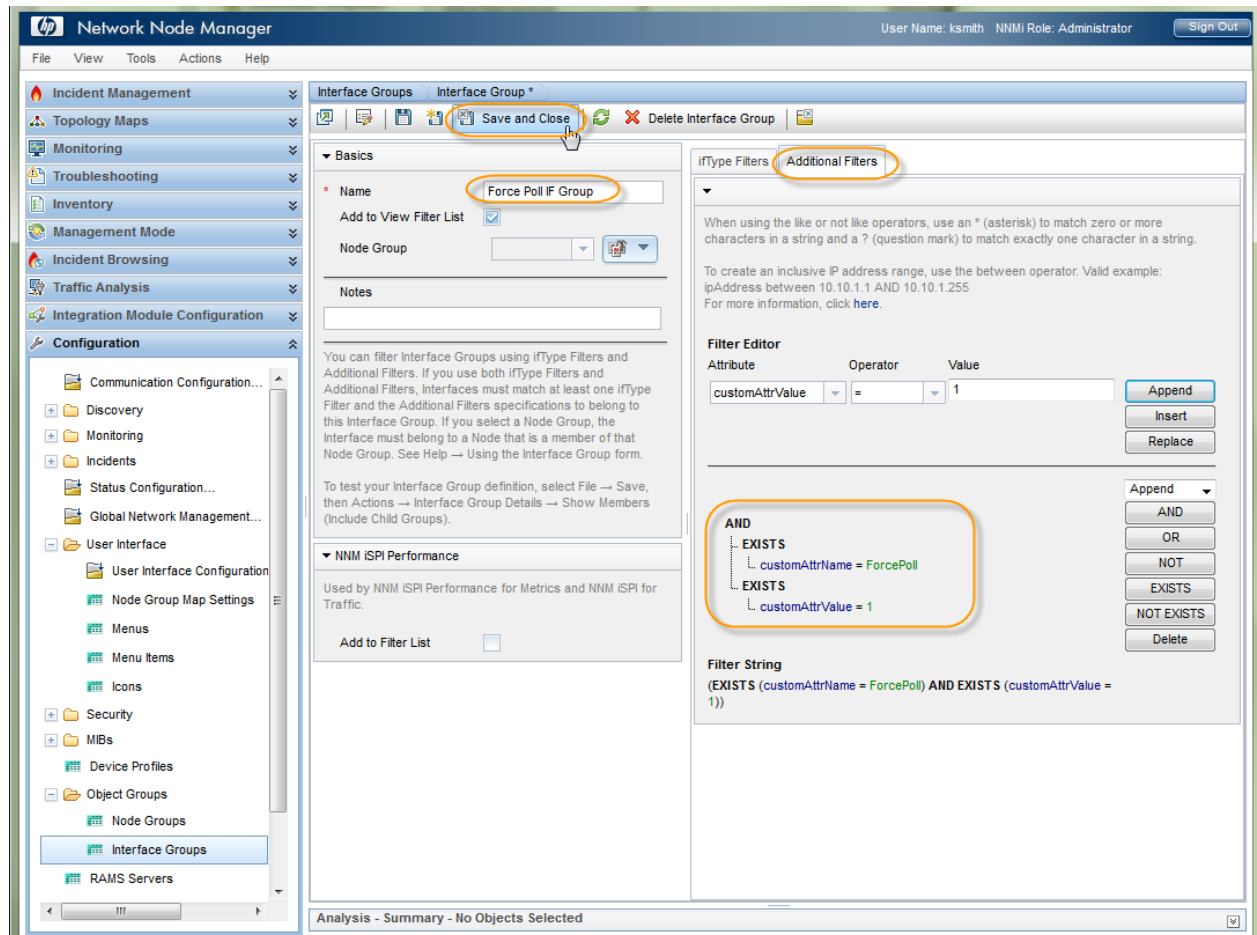 hp Network Node Manager
User Name: ksmith NNMi Role: Administrator
Sign Out
File View Tools Actions Help
Incident Management
Topology Maps
Monitoring
Troubleshooting
Inventory
Management Mode
Incident Browsing
Traffic Analysis
Integration Module Configuration
Configuration
Communication Configuration...
Discovery
Monitoring
Incidents
Status Configuration...
Global Network Management...
User Interface
User Interface Configuration
Node Group Map Settings
Menus
Menu Items
Icons
Security
MIBs
Device Profiles
Object Groups
Node Groups
Interface Groups
RAMS Servers
Interface Groups Interface Group *
Save and Close Delete Interface Group
Basics
* Name Force Poll IF Group
Add to View Filter List
Node Group
Notes
You can filter Interface Groups using ifType Filters and
Additional Filters. If you use both ifType Filters and
Additional Filters, Interfaces must match at least one ifType
Filter and the Additional Filters specifications to belong to
this Interface Group. If you select a Node Group, the
Interface must belong to a Node that is a member of that
Node Group. See Help → Using the Interface Group form.
To test your Interface Group definition, select File → Save,
then Actions → Interface Group Details → Show Members
(Include Child Groups).
NNM iSPI Performance
Used by NNM iSPI Performance for Metrics and NNM iSPI for
Traffic.
Add to Filter List
ifType Filters Additional Filters
When using the like or not like operators, use an * (asterisk) to match zero or more
characters in a string and a ? (question mark) to match exactly one character in a string.
To create an inclusive IP address range, use the between operator. Valid example:
ipAddress between 10.10.1.1 AND 10.10.1.255
For more information, click here.
Filter Editor
Attribute Operator Value
customAttrValue = 1
Append
Insert
Replace
Append
AND
OR
NOT
EXISTS
NOT EXISTS
Delete
AND
EXISTS
customAttrName = ForcePoll
EXISTS
customAttrValue = 1
Filter String
(EXISTS (customAttrName = ForcePoll) AND EXISTS (customAttrValue =
1))
Analysis - Summary - No Objects Selected